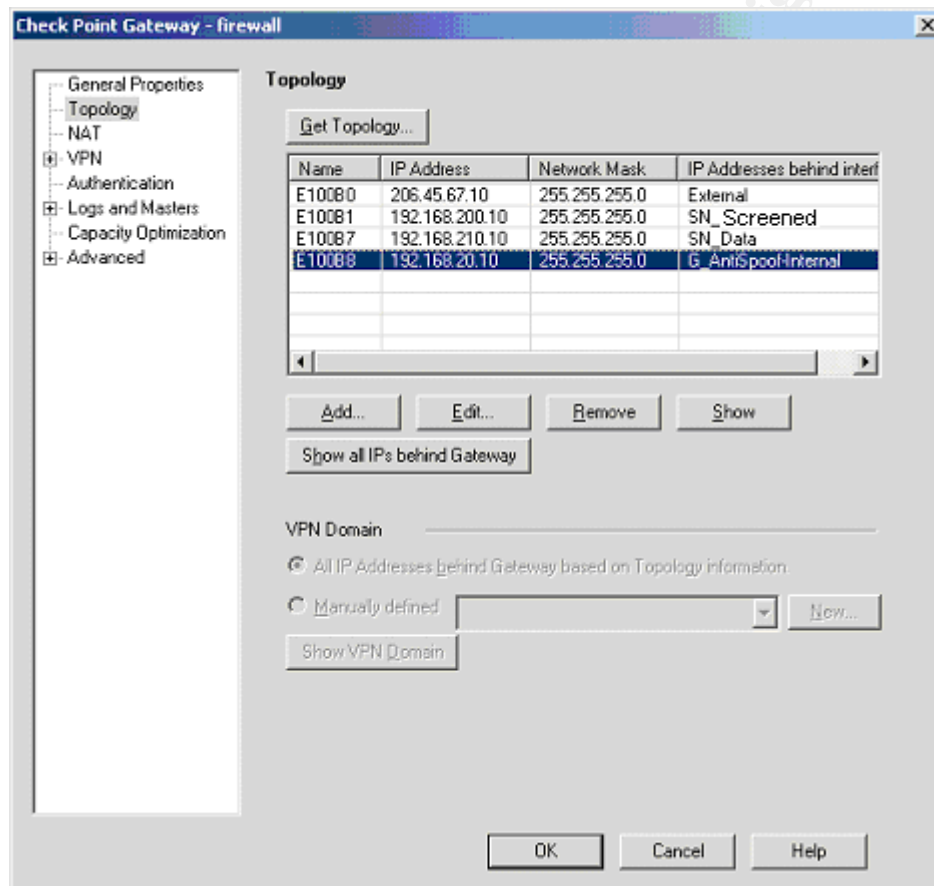 Check Point Gateway - firewall
General Properties
Topology
NAT
VPN
Authentication
Logs and Masters
Capacity Optimization
Advanced
Topology
Get Topology...
Name IP Address Network Mask IP Addresses behind interf
E100B0 206.45.67.10 255.255.255.0 External
E100B1 192.168.200.10 255.255.255.0 SN_Screened
E100B7 192.168.210.10 255.255.255.0 SN_Data
E100B8 192.168.20.10 255.255.255.0 G_AntiSpoof-Internal
Add... Edit... Remove Show
Show all IPs behind Gateway
VPN Domain
All IP Addresses behind Gateway based on Topology information
Manually defined New...
Show VPN Domain
OK Cancel Help